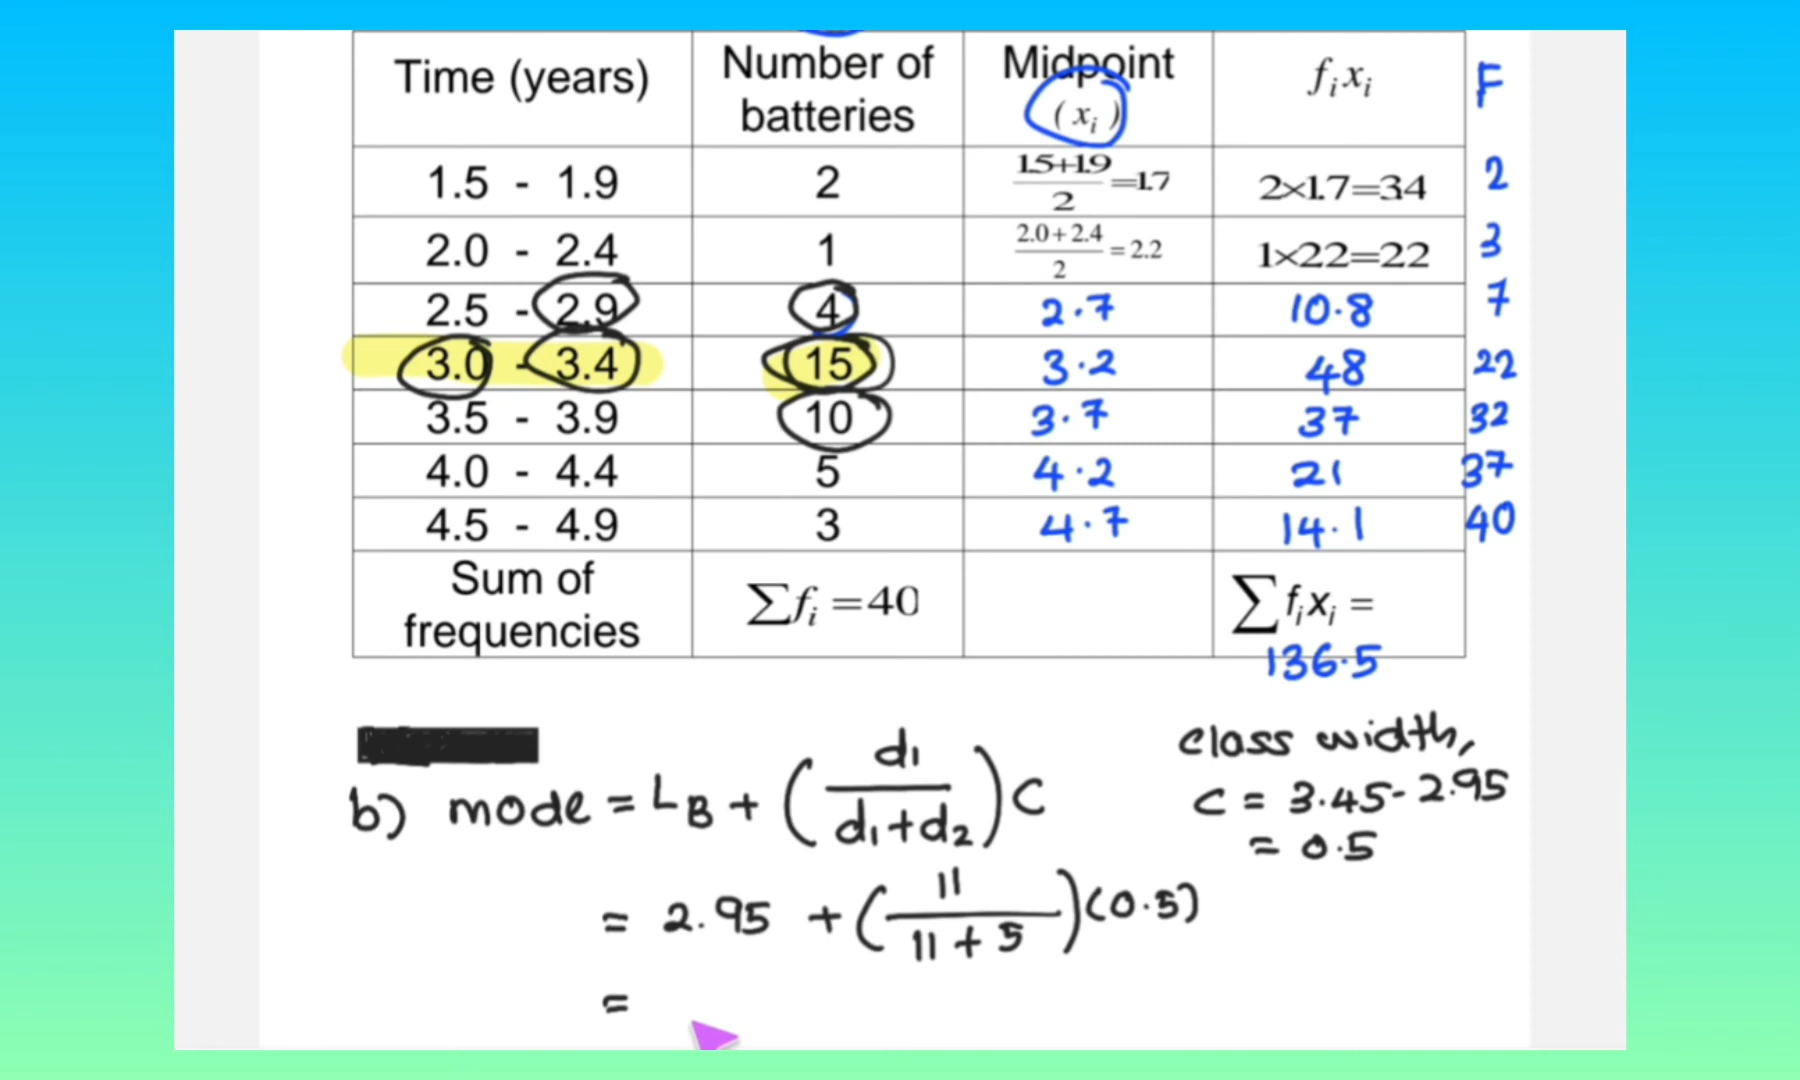 Time (years) Number of batteries Midpoint (xi) fixi F
1.5 - 1.9 2 1.5+1.9/2=1.7 2×1.7=3.4 2
2.0 - 2.4 1 2.0+2.4/2=2.2 1×2.2=2.2 3
2.5 - 2.9 4 2.7 10.8 7
3.0 - 3.4 15 3.2 48 22
3.5 - 3.9 10 3.7 37 32
4.0 - 4.4 5 4.2 21 37
4.5 - 4.9 3 4.7 14.1 40
Sum of frequencies ∑fi=40 ∑fixi = 136.5
b) mode = LB + (d1/d1+d2)C
= 2.95 + (11/11+5)(0.5)
=
class width,
C = 3.45-2.95
= 0.5